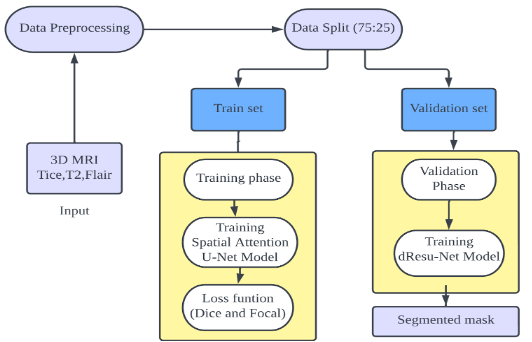 Data Preprocessing
Data Split (75:25)
Train set
Validation set
3D MRI
Tice,T2,Flair
Input
Training phase
Training
Spatial Attention
U-Net Model
Loss funtion
(Dice and Focal)
Validation
Phase
Training
dResu-Net Model
Segmented mask